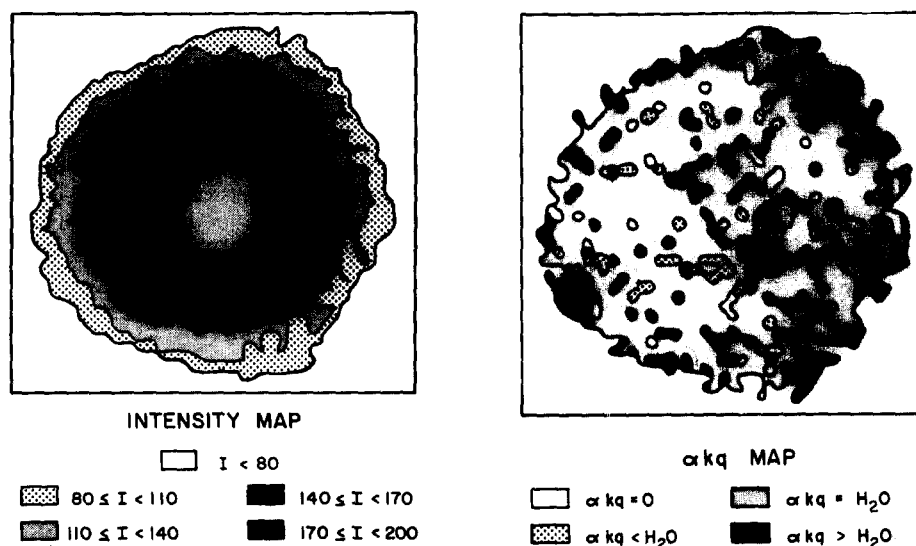 INTENSITY MAP
I < 80
80 ≤ I < 110
140 ≤ I < 170
110 ≤ I < 140
170 ≤ I < 200
αkq MAP
αkq = 0
αkq = H₂O
αkq < H₂O
αkq > H₂O